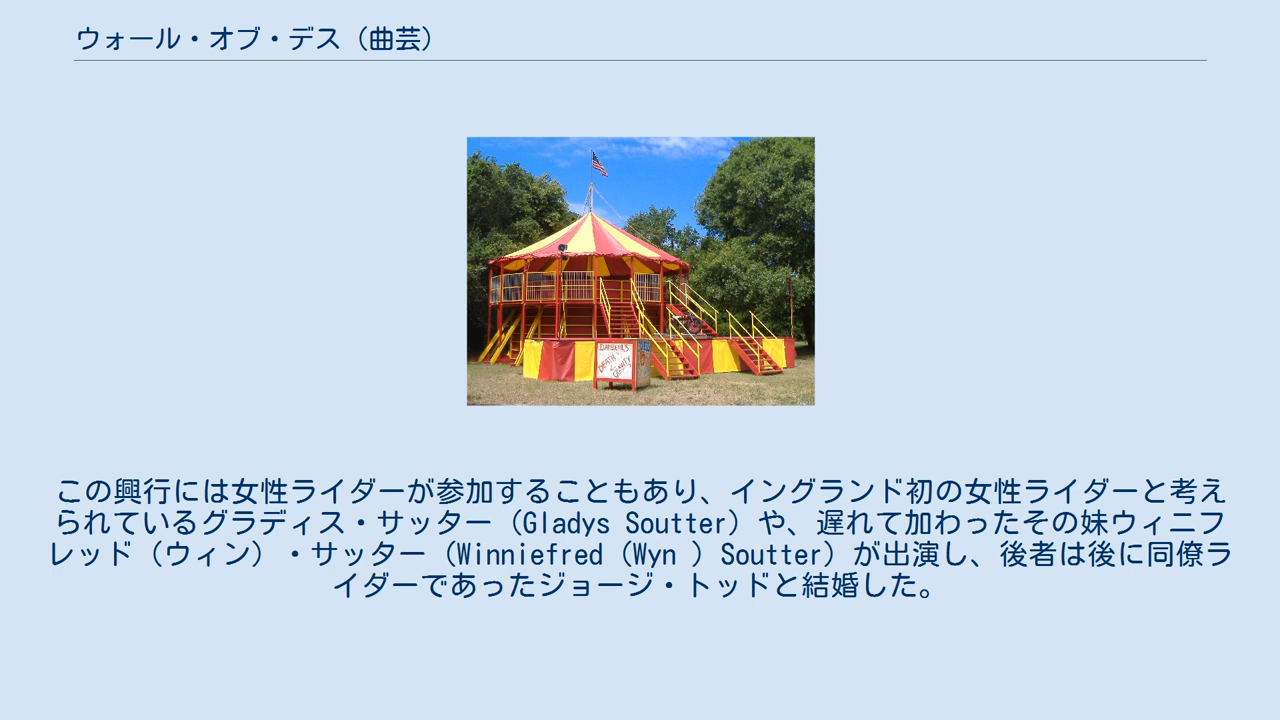 ウォール・オブ・デス（曲芸）
DEATH
GRAVITY
この興行には女性ライダーが参加することもあり、イングランド初の女性ライダーと考え
られているグラディス・サッター（Gladys Soutter）や、遅れて加わったその妹ウィニフ
レッド（ウィン）・サッター（Winniefred（Wyn ）Soutter）が出演し、後者は後に同僚ラ
イダーであったジョージ・トッドと結婚した。